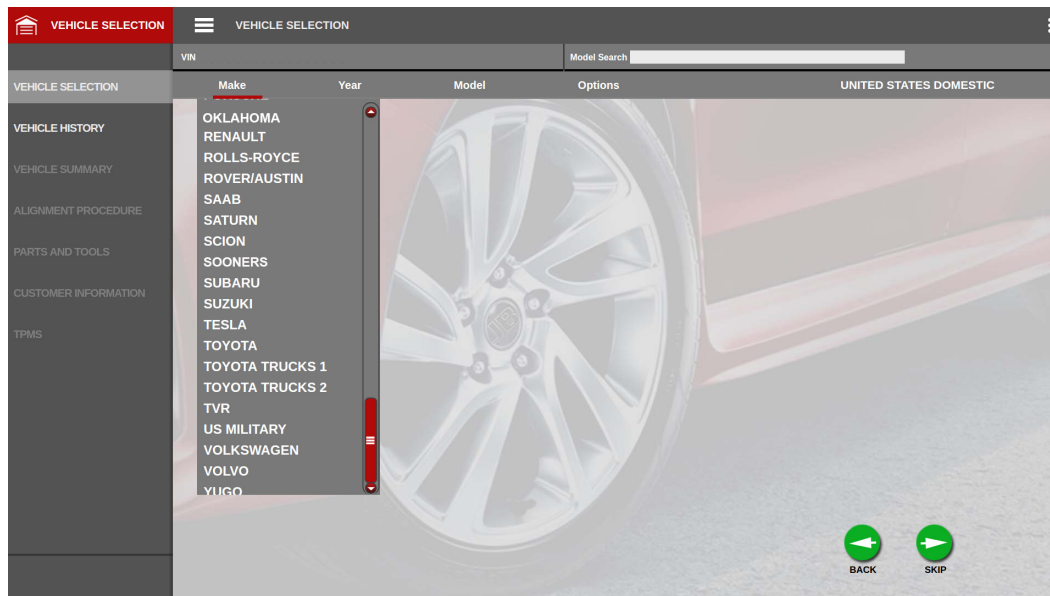 VEHICLE SELECTION
VEHICLE SELECTION
VIN
Model Search
VEHICLE SELECTION
VEHICLE HISTORY
VEHICLE SUMMARY
ALIGNMENT PROCEDURE
PARTS AND TOOLS
CUSTOMER INFORMATION
TPMS
Make Year Model Options UNITED STATES DOMESTIC
OKLAHOMA
RENAULT
ROLLS-ROYCE
ROVER/AUSTIN
SAAB
SATURN
SCION
SOONERS
SUBARU
SUZUKI
TESLA
TOYOTA
TOYOTA TRUCKS 1
TOYOTA TRUCKS 2
TVR
US MILITARY
VOLKSWAGEN
VOLVO
YUGO
BACK
SKIP